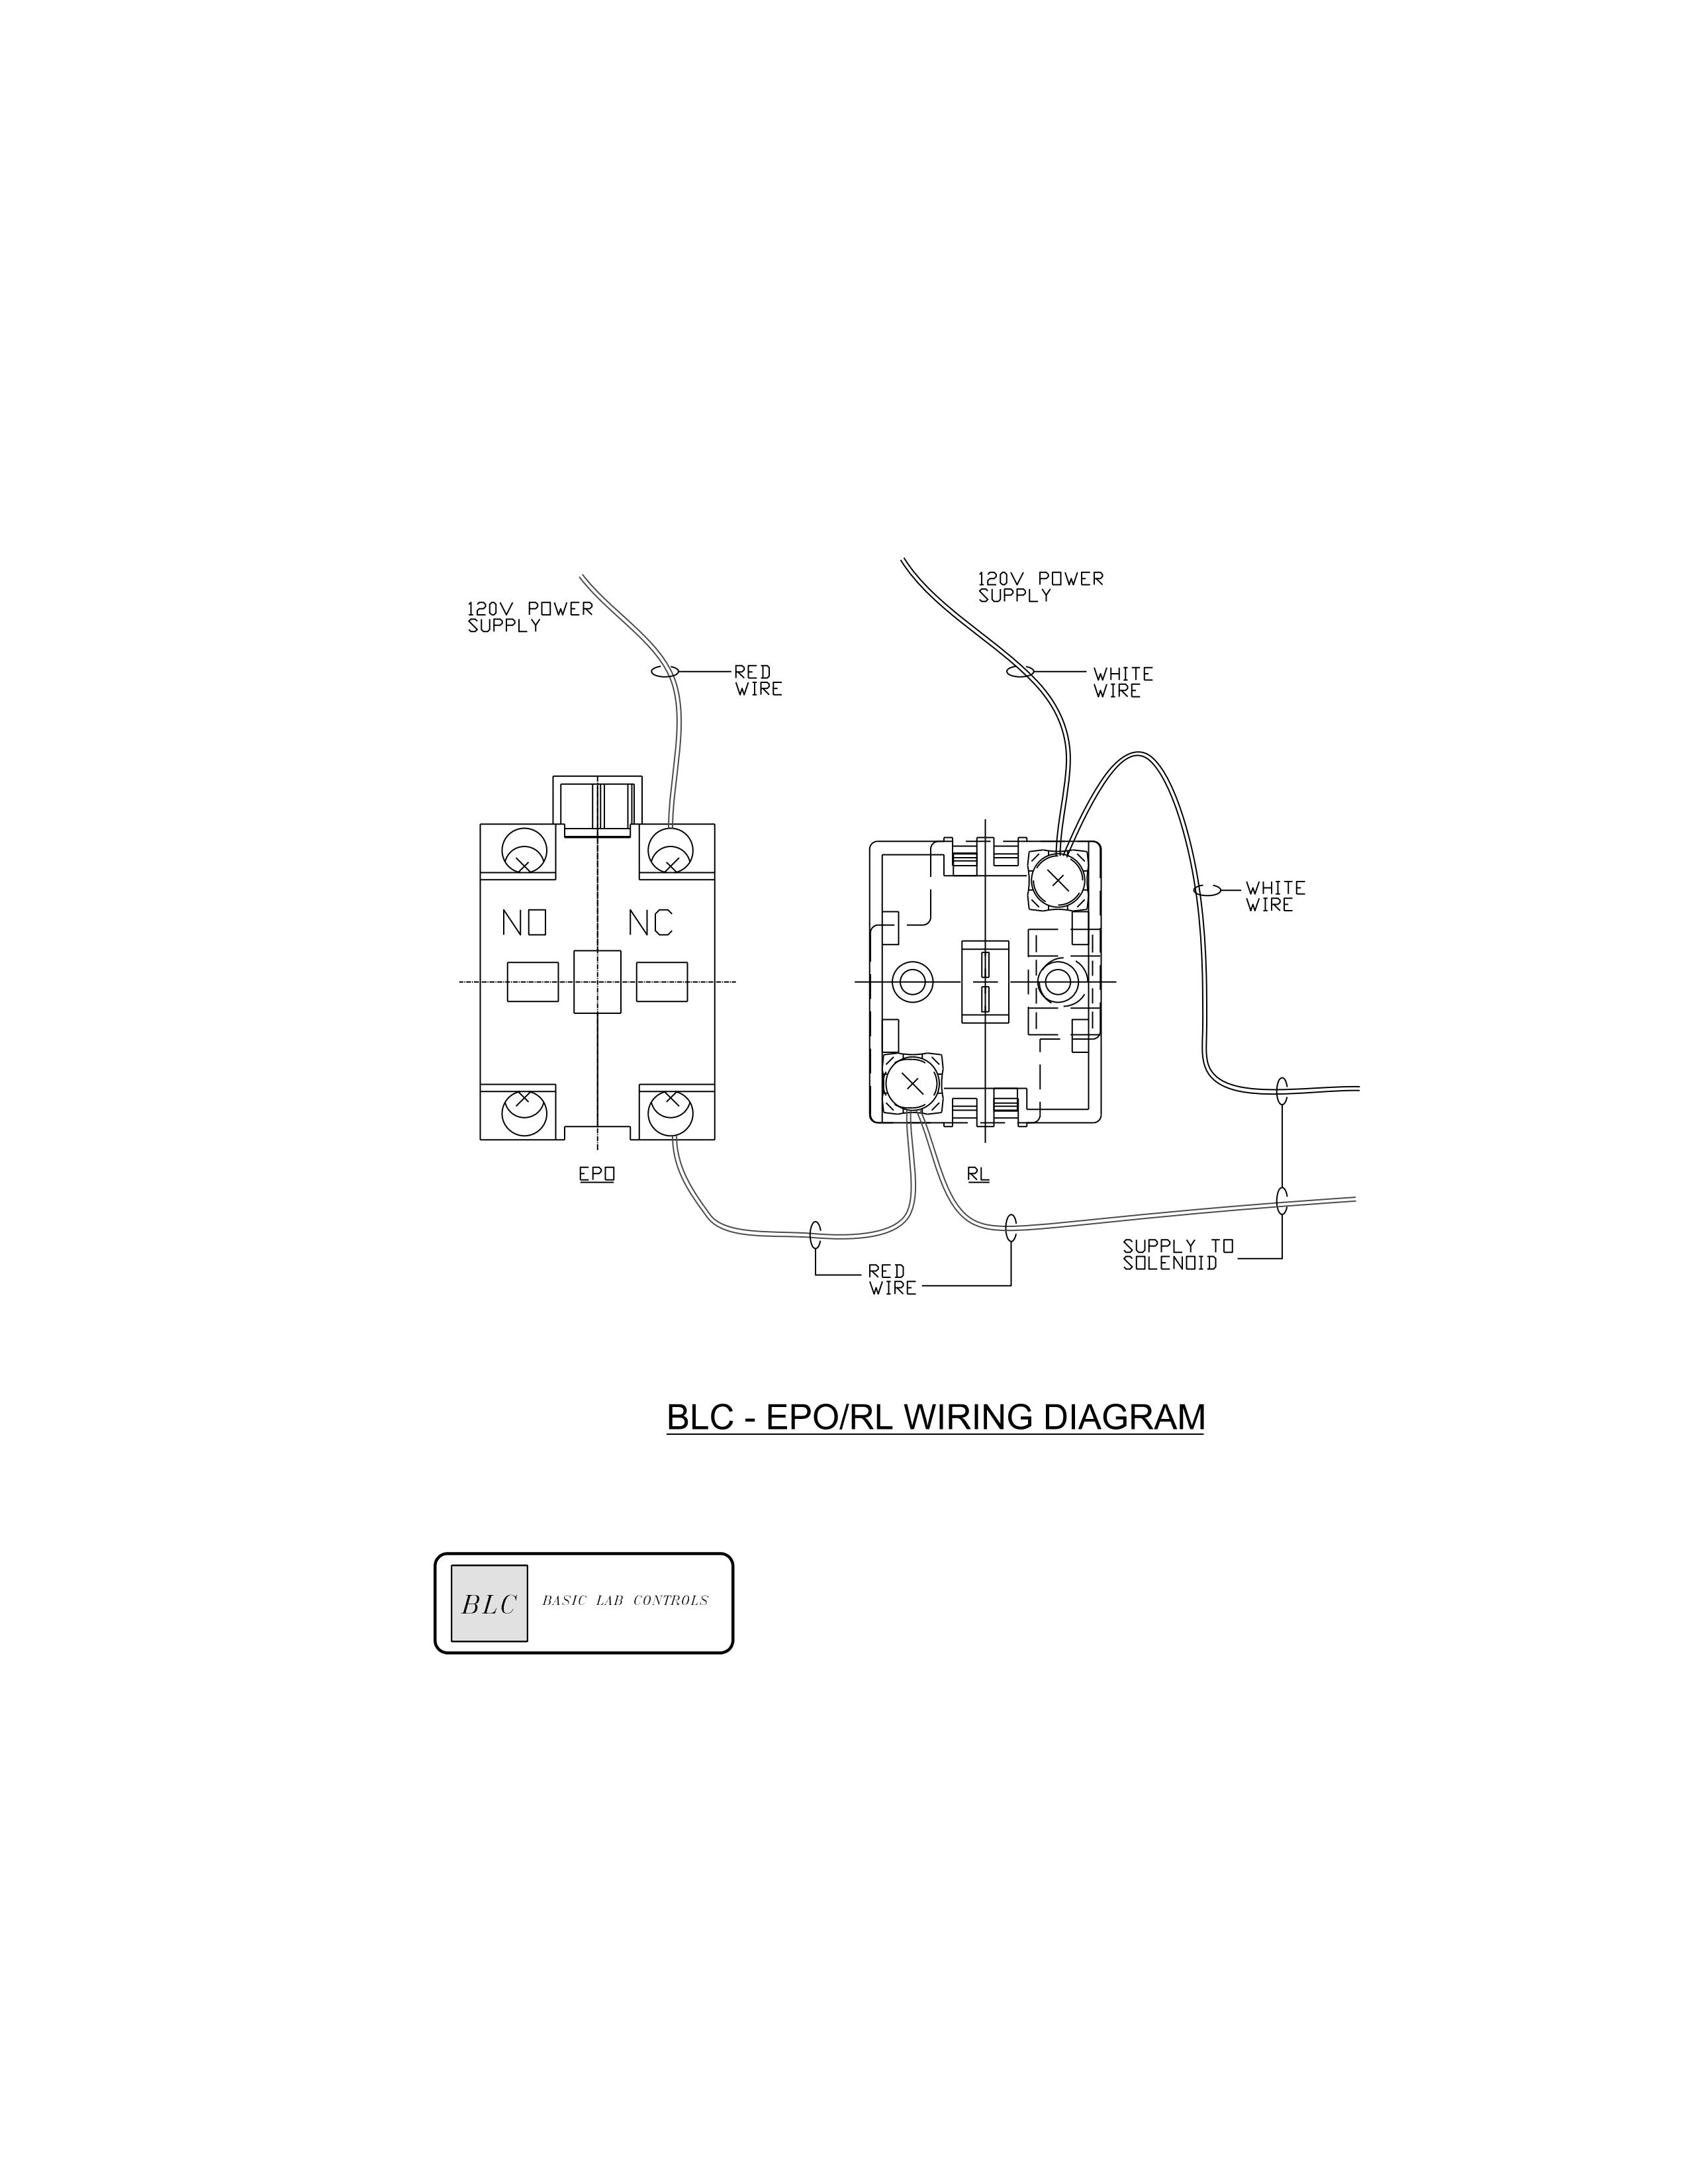 120V POWER
SUPPLY
120V POWER
SUPPLY
RED
WIRE
WHITE
WIRE
WHITE
WIRE
NO
NC
EPO
RL
SUPPLY TO
SOLENOID
RED
WIRE
BLC - EPO/RL WIRING DIAGRAM
BLC
BASIC LAB CONTROLS